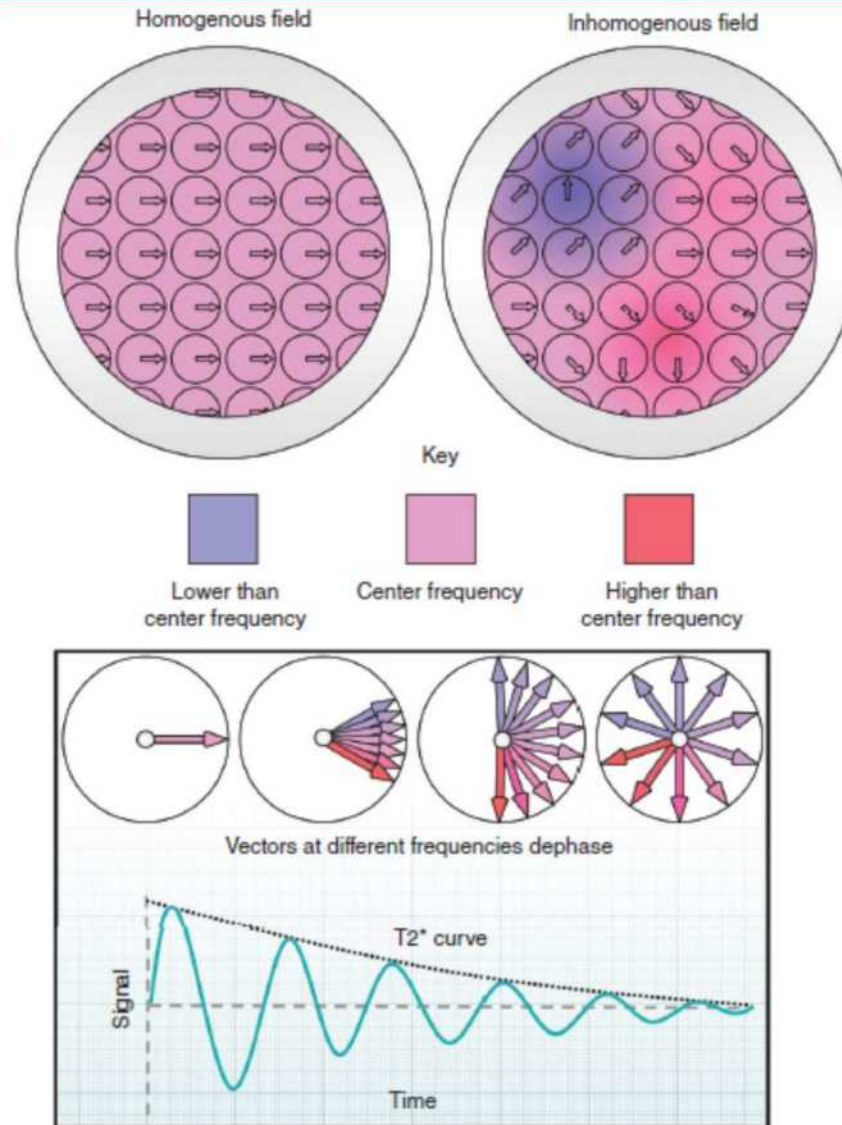 Homogenous field
Inhomogenous field
Key
Lower than
center frequency
Center frequency
Higher than
center frequency
Vectors at different frequencies dephase
T2* curve
Signal
Time